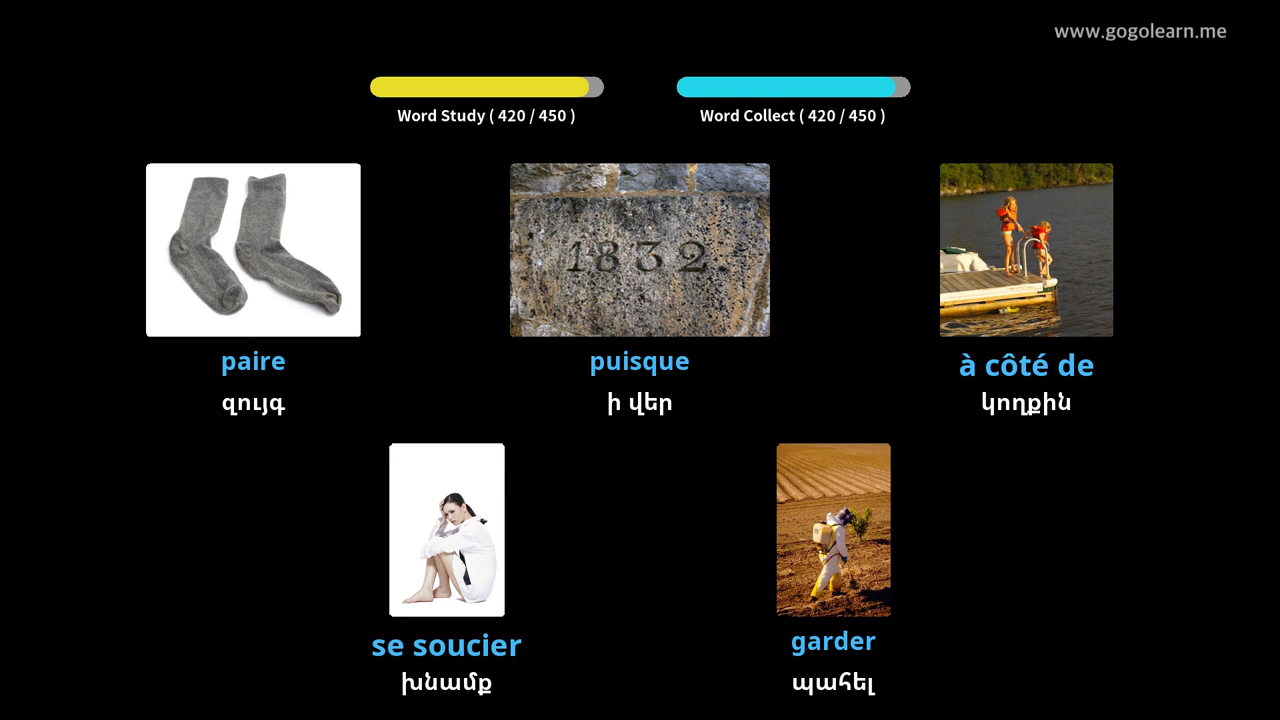 www.gogolearn.me
Word Study ( 420 / 450 )
Word Collect ( 420 / 450 )
1832
paire
զույգ
puisque
ի վեր
à côté de
կողքին
se soucier
խնամք
garder
պահել